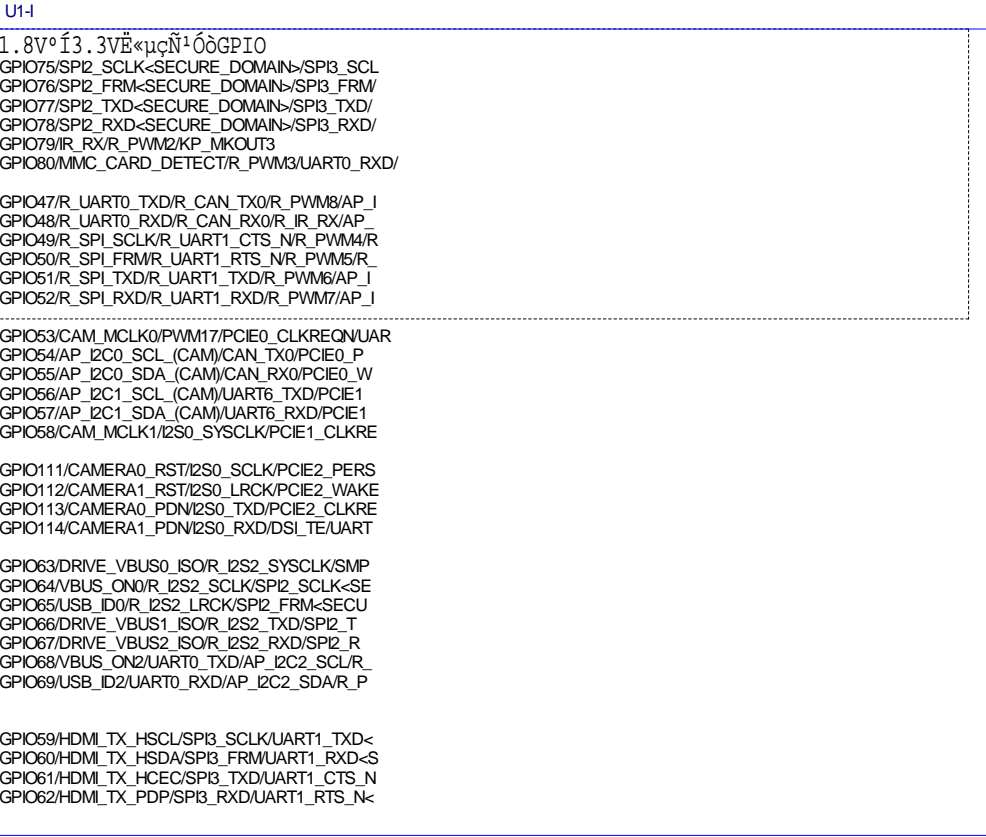 U1-I
1.8VºÍ3.3VË«µçÑ¹ÓòGPIO
GPIO75/SPI2_SCLK<SECURE_DOMAIN>/SPI3_SCL
GPIO76/SPI2_FRM<SECURE_DOMAIN>/SPI3_FRM/
GPIO77/SPI2_TXD<SECURE_DOMAIN>/SPI3_TXD/
GPIO78/SPI2_RXD<SECURE_DOMAIN>/SPI3_RXD/
GPIO79/IR_RX/R_PWM2/KP_MKOUT3
GPIO80/MMC_CARD_DETECT/R_PWM3/UART0_RXD/
GPIO47/R_UART0_TXD/R_CAN_TX0/R_PWM8/AP_I
GPIO48/R_UART0_RXD/R_CAN_RX0/R_IR_RX/AP_
GPIO49/R_SPI_SCLK/R_UART1_CTS_N/R_PWM4/R
GPIO50/R_SPI_FRM/R_UART1_RTS_N/R_PWM5/R_
GPIO51/R_SPI_TXD/R_UART1_TXD/R_PWM6/AP_I
GPIO52/R_SPI_RXD/R_UART1_RXD/R_PWM7/AP_I
GPIO53/CAM_MCLK0/PWM17/PCIE0_CLKREQN/UAR
GPIO54/AP_I2C0_SCL_(CAM)/CAN_TX0/PCIE0_P
GPIO55/AP_I2C0_SDA_(CAM)/CAN_RX0/PCIE0_W
GPIO56/AP_I2C1_SCL_(CAM)/UART6_TXD/PCIE1
GPIO57/AP_I2C1_SDA_(CAM)/UART6_RXD/PCIE1
GPIO58/CAM_MCLK1/I2S0_SYSCLK/PCIE1_CLKRE
GPIO111/CAMERA0_RST/I2S0_SCLK/PCIE2_PERS
GPIO112/CAMERA1_RST/I2S0_LRCK/PCIE2_WAKE
GPIO113/CAMERA0_PDN/I2S0_TXD/PCIE2_CLKRE
GPIO114/CAMERA1_PDN/I2S0_RXD/DSI_TE/UART
GPIO63/DRIVE_VBUS0_ISO/R_I2S2_SYSCLK/SMP
GPIO64/VBUS_ON0/R_I2S2_SCLK/SPI2_SCLK<SE
GPIO65/USB_ID0/R_I2S2_LRCK/SPI2_FRM<SECU
GPIO66/DRIVE_VBUS1_ISO/R_I2S2_TXD/SPI2_T
GPIO67/DRIVE_VBUS2_ISO/R_I2S2_RXD/SPI2_R
GPIO68/VBUS_ON2/UART0_TXD/AP_I2C2_SCL/R_
GPIO69/USB_ID2/UART0_RXD/AP_I2C2_SDA/R_P
GPIO59/HDMI_TX_HSCL/SPI3_SCLK/UART1_TXD<
GPIO60/HDMI_TX_HSDA/SPI3_FRM/UART1_RXD<S
GPIO61/HDMI_TX_HCEC/SPI3_TXD/UART1_CTS_N
GPIO62/HDMI_TX_PDP/SPI3_RXD/UART1_RTS_N<